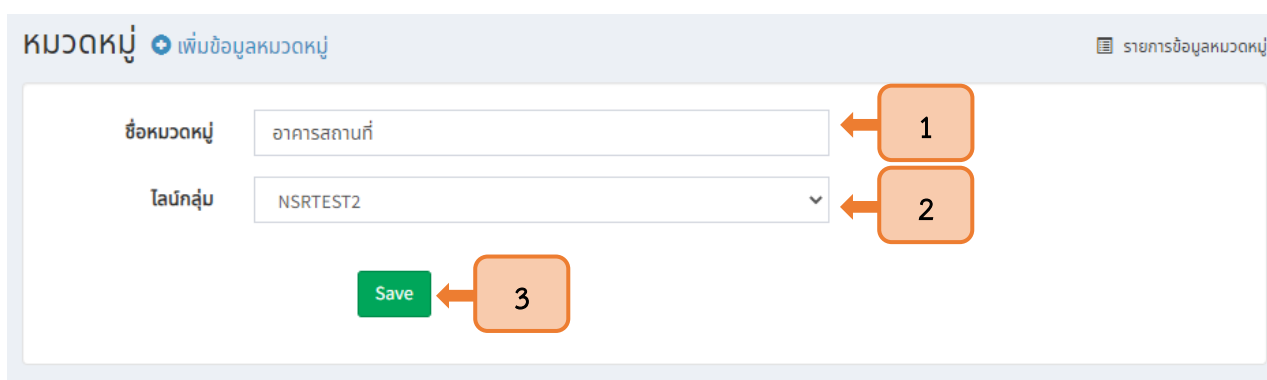 หมวดหมู่ เพิ่มข้อมูลหมวดหมู่ รายการข้อมูลหมวดหมู่
ชื่อหมวดหมู่ อาคารสถานที่ 1
ไลน์กลุ่ม NSRTEST2 2
Save 3